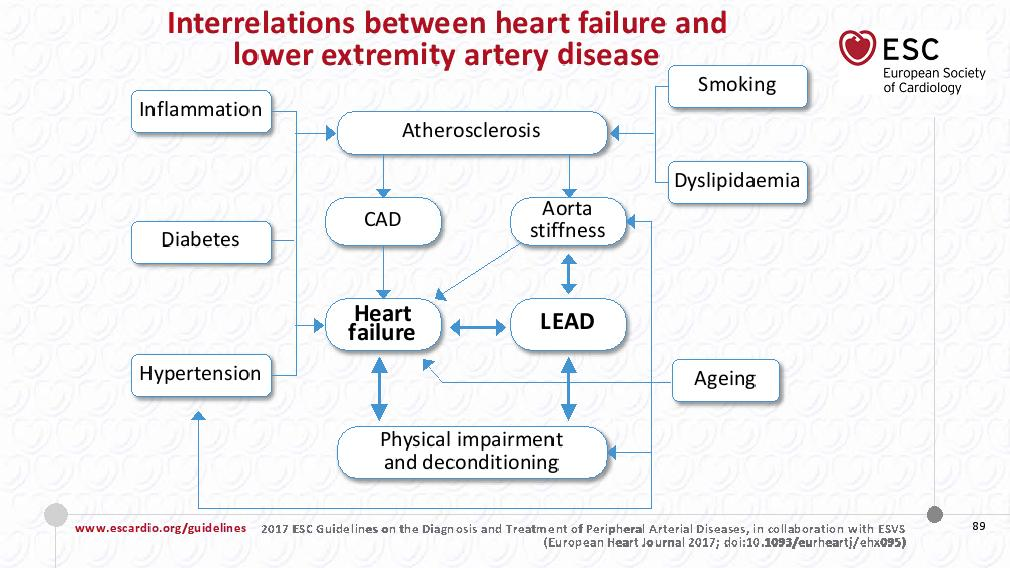 Interrelations between heart failure and
lower extremity artery disease
ESC
European Society
of Cardiology
Smoking
Inflammation
Atherosclerosis
Dyslipidaemia
CAD
Aorta
stiffness
Diabetes
Heart
failure
LEAD
Hypertension
Ageing
Physical impairment
and deconditioning
www.escardio.org/guidelines
2017 ESC Guidelines on the Diagnosis and Treatment of Peripheral Arterial Diseases, in collaboration with ESVS
(European Heart Journal 2017; doi:10.1093/eurheartj/ehx095)
89